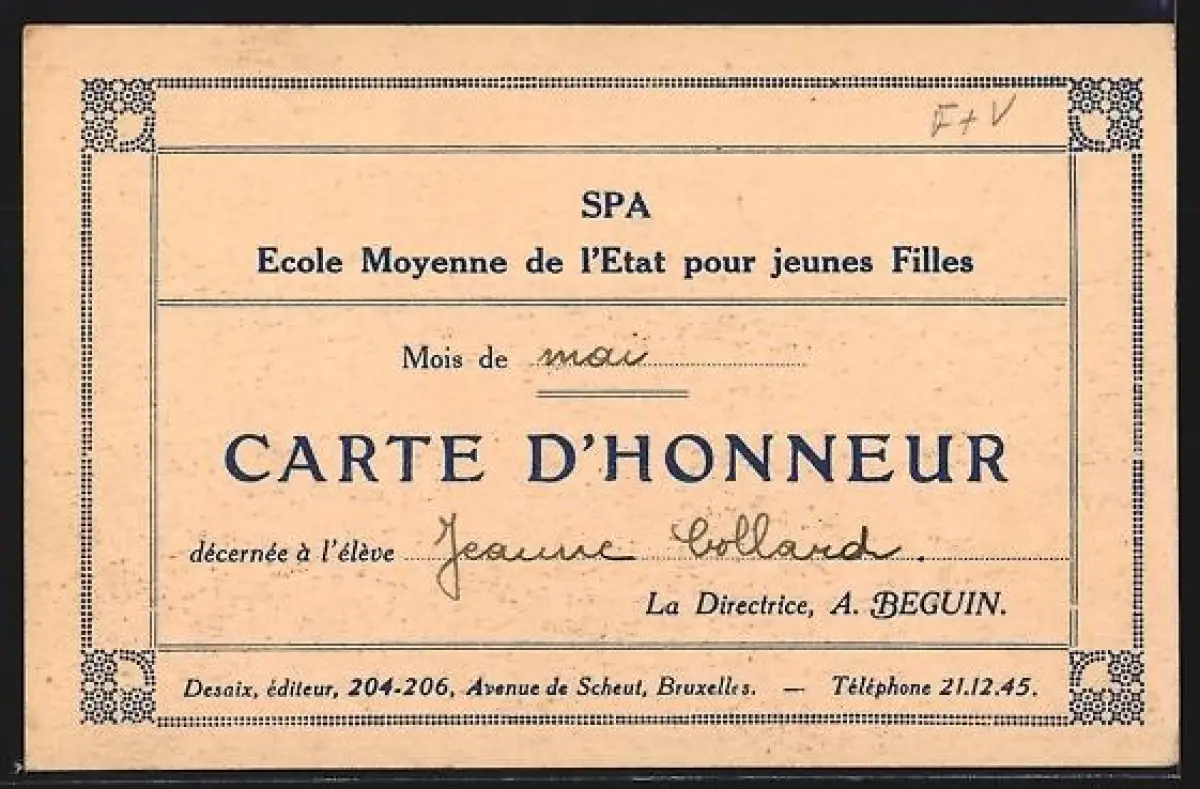 F + V
SPA
Ecole Moyenne de l'Etat pour jeunes Filles
Mois de mai
CARTE D'HONNEUR
décernée à l'élève Jeanne Collard.
La Directrice, A. BEGUIN.
Desaix, éditeur, 204-206, Avenue de Scheut, Bruxelles. — Téléphone 21.12.45.